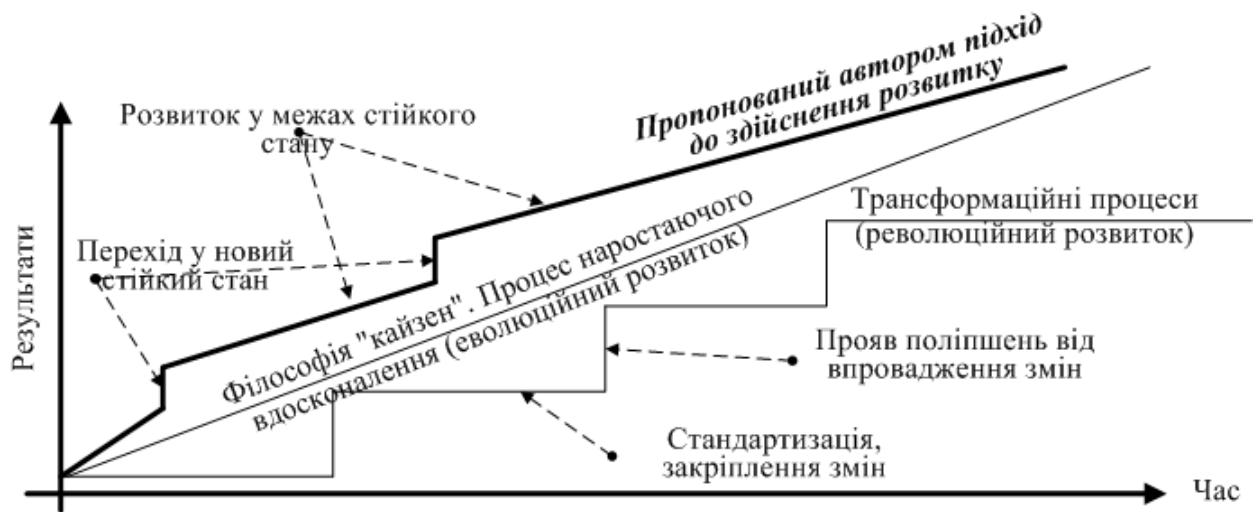 Пропонований автором підхід
до здійснення розвитку
Розвиток у межах стійкого
стану
Трансформаційні процеси
(революційний розвиток)
Перехід у новий
стійкий стан
Результати
Філософія "кайзен". Процес наростаючого
вдосконалення (еволюційний розвиток)
Прояв поліпшень від
впровадження змін
Стандартизація,
закріплення змін
Час